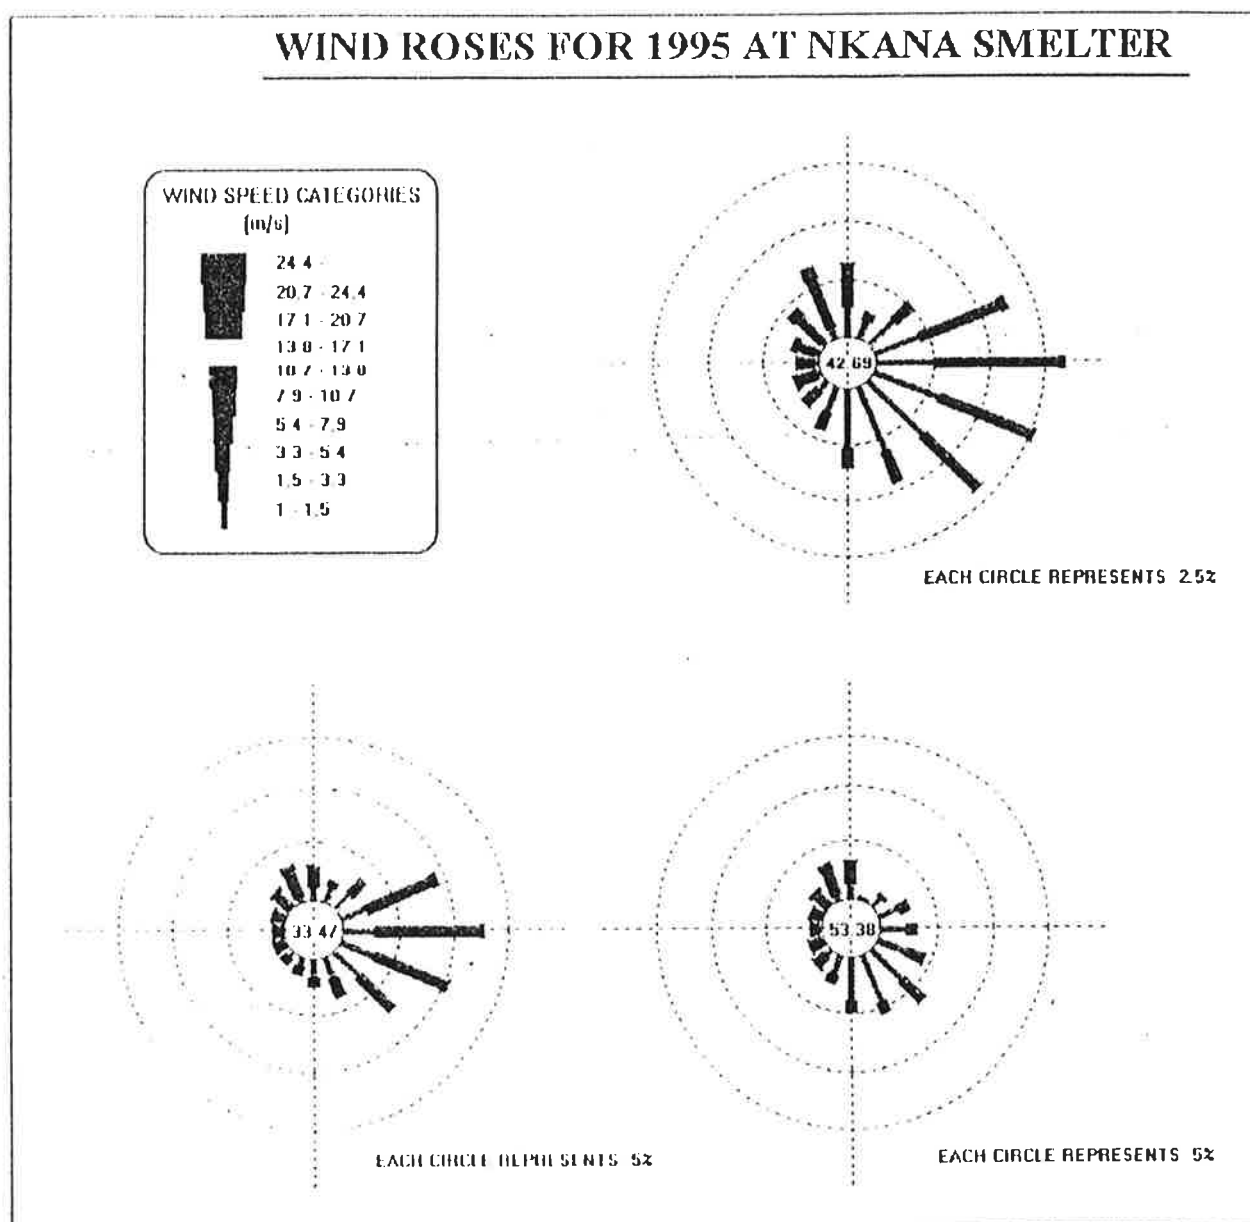 WIND ROSES FOR 1995 AT NKANA SMELTER
WIND SPEED CATEGORIES
(m/s)
24.4 -
20.7 - 24.4
17.1 - 20.7
13.8 - 17.1
10.7 - 13.8
7.9 - 10.7
5.4 - 7.9
3.3 - 5.4
1.5 - 3.3
1 - 1.5
42.69
EACH CIRCLE REPRESENTS 2.5%
33.47
EACH CIRCLE REPRESENTS 5%
53.38
EACH CIRCLE REPRESENTS 5%